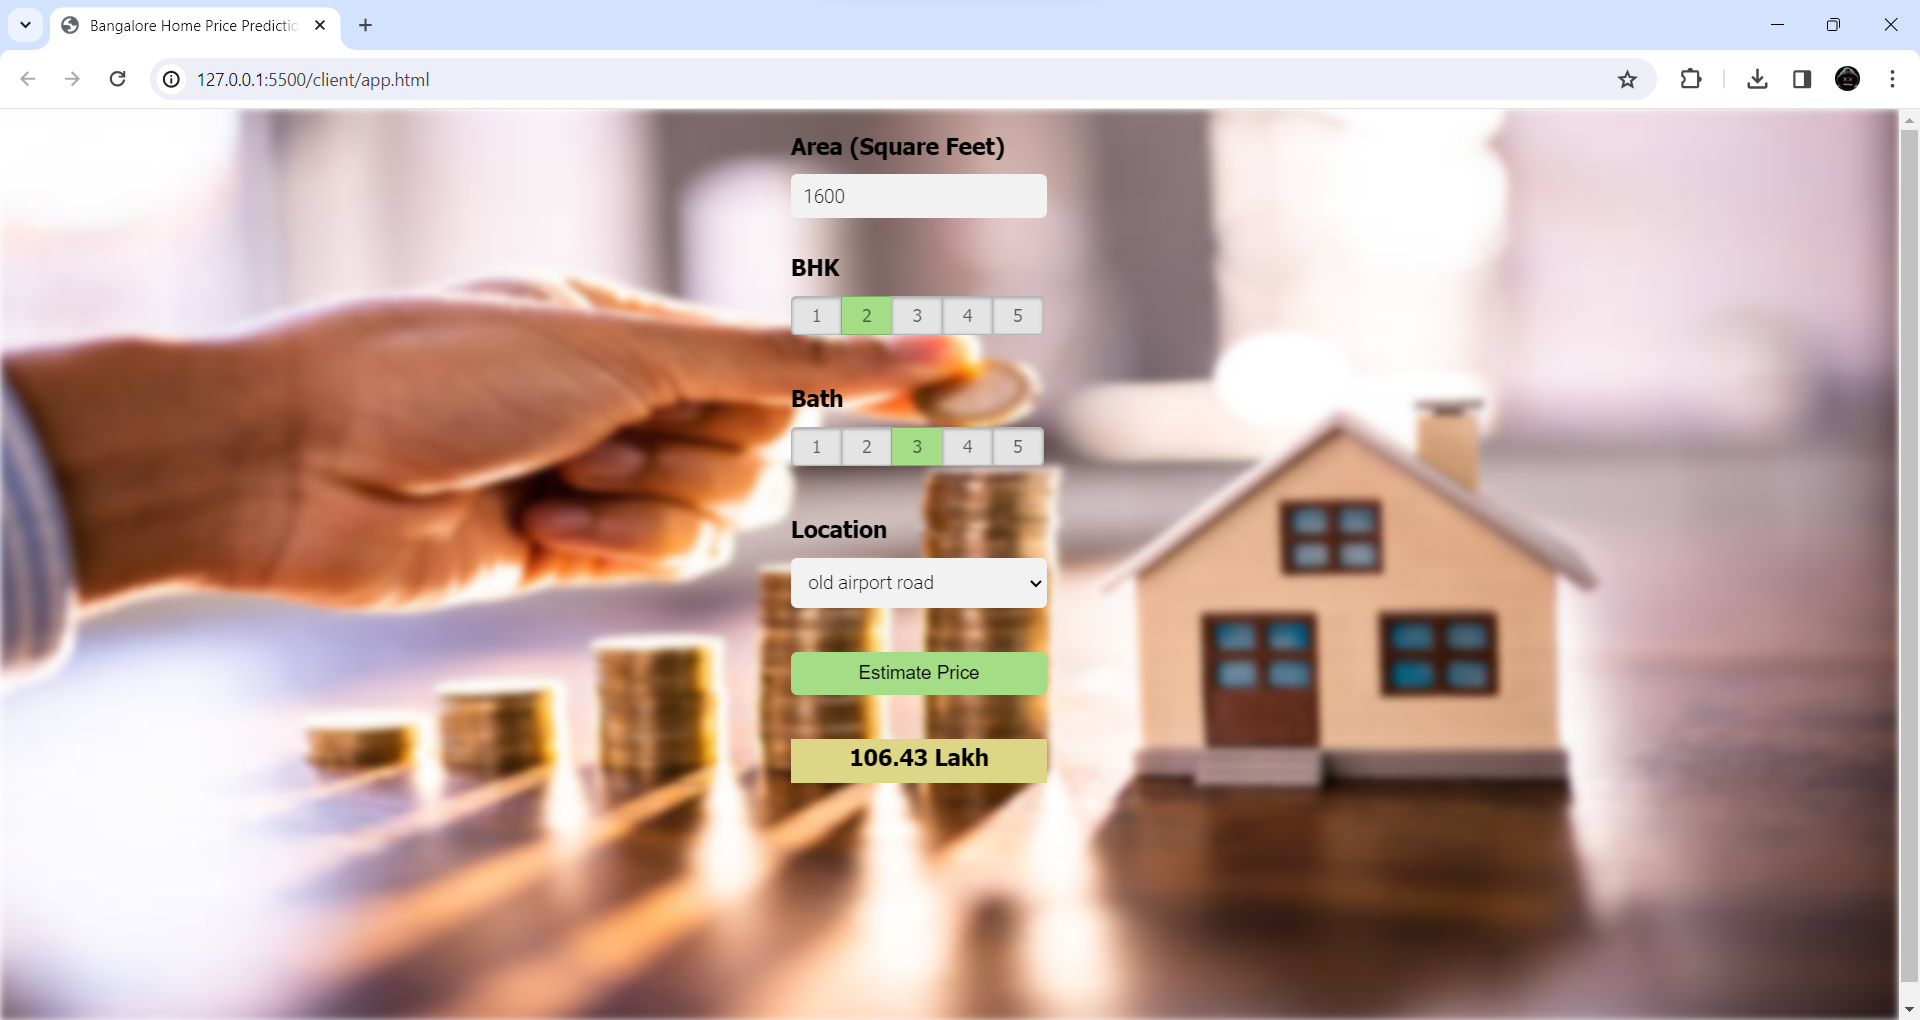 Bangalore Home Price Predictio
127.0.0.1:5500/client/app.html
Area (Square Feet)
1600
BHK
1 2 3 4 5
Bath
1 2 3 4 5
Location
old airport road
Estimate Price
106.43 Lakh